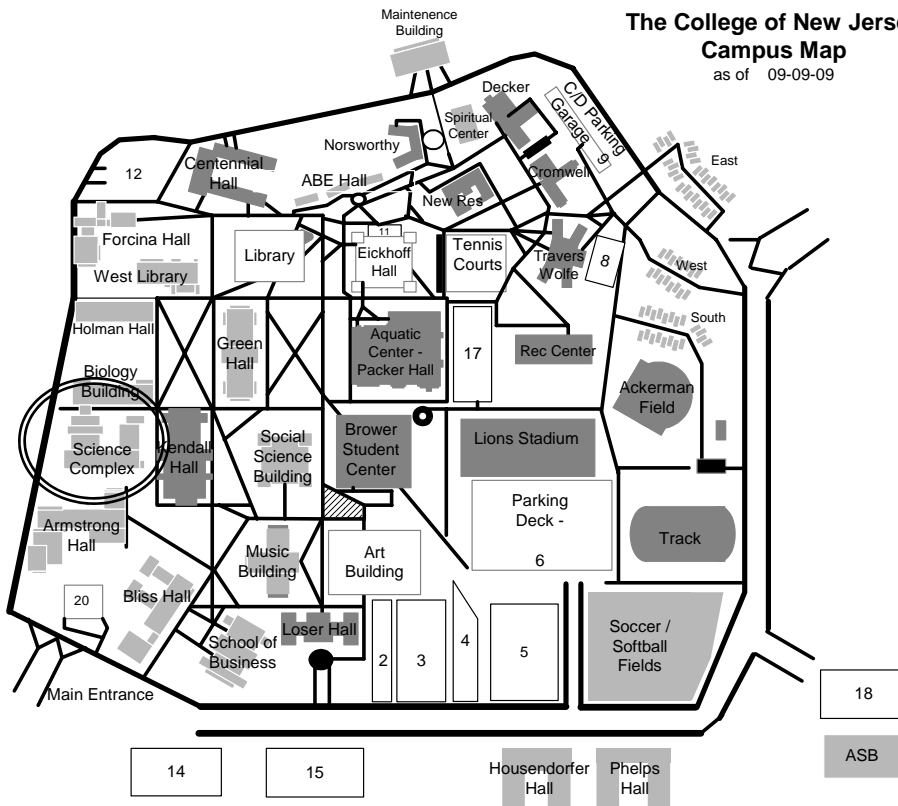 The College of New Jerse
Campus Map
as of 09-09-09
Maintenence
Building
Decker
C/D Parking
Garage 9
Spiritual
Center
Norsworthy
East
12
Centennial
Hall
ABE Hall
New Res
Cromwell
Forcina Hall
West Library
Library
11
Eickhoff
Hall
Tennis
Courts
Travers
Wolfe
8
West
Holman Hall
Green
Hall
Aquatic
Center -
Packer Hall
17
Rec Center
South
Biology
Building
Ackerman
Field
Science
Complex
Kendall
Hall
Social
Science
Building
Brower
Student
Center
Lions Stadium
Parking
Deck -
6
Armstrong
Hall
Music
Building
Art
Building
Track
20
Bliss Hall
School of
Business
Loser Hall
2
3
4
5
Soccer /
Softball
Fields
Main Entrance
18
14
15
Housendorfer
Hall
Phelps
Hall
ASB